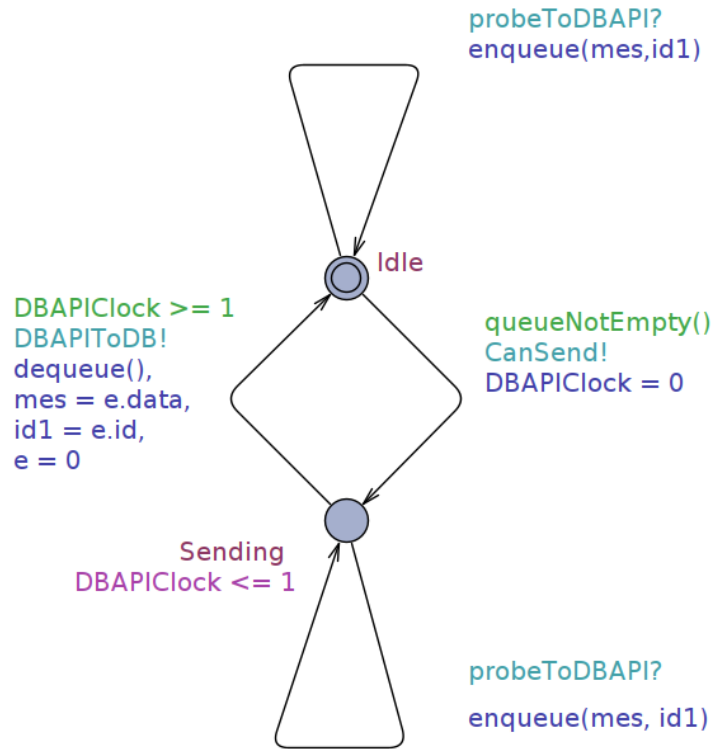 probeToDBAPI?
enqueue(mes,id1)
Idle
DBAPIClock >= 1
DBAPIToDB!
dequeue(),
mes = e.data,
id1 = e.id,
e = 0
queueNotEmpty()
CanSend!
DBAPIClock = 0
Sending
DBAPIClock <= 1
probeToDBAPI?
enqueue(mes, id1)